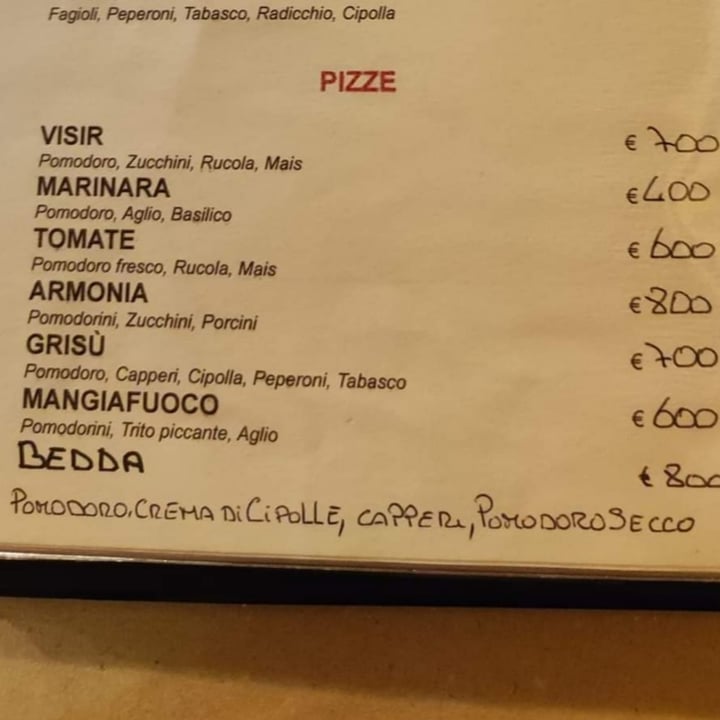 Fagioli, Peperoni, Tabasco, Radicchio, Cipolla
PIZZE
VISIR € 700
Pomodoro, Zucchini, Rucola, Mais
MARINARA € 400
Pomodoro, Aglio, Basilico
TOMATE € 600
Pomodoro fresco, Rucola, Mais
ARMONIA € 800
Pomodorini, Zucchini, Porcini
GRISÙ € 700
Pomodoro, Capperi, Cipolla, Peperoni, Tabasco
MANGIAFUOCO € 600
Pomodorini, Trito piccante, Aglio
BEDDA € 800
POMODORO, CREMA DI CIPOLLE, CAPPERI, POMODORO SECCO